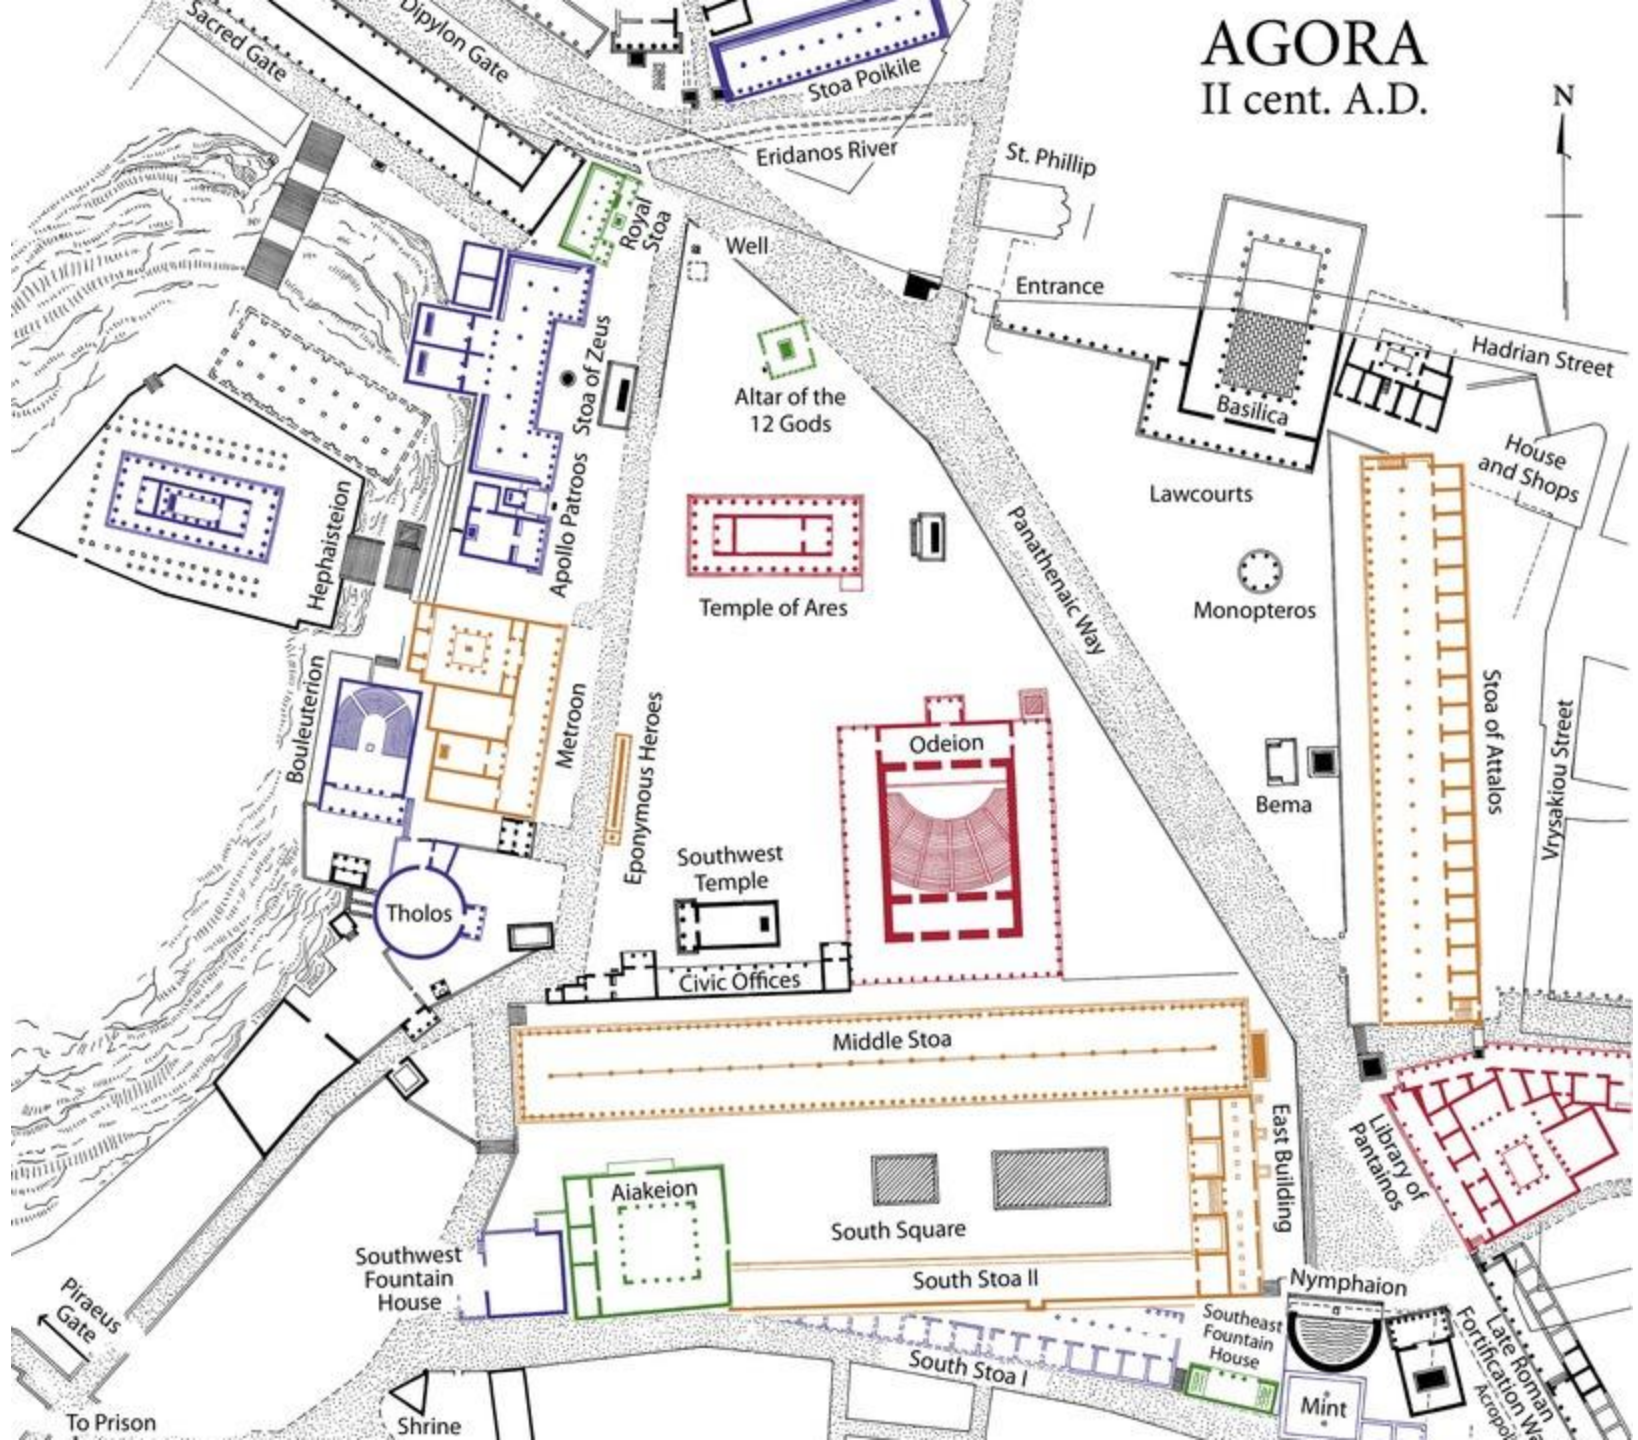 AGORA
II cent. A.D.
N
Sacred Gate
Dipylon Gate
Stoa Poikile
Eridanos River
St. Phillip
Royal
Stoa
Well
Entrance
Hadrian Street
Stoa of Zeus
Altar of the
12 Gods
Basilica
House
and Shops
Lawcourts
Hephaisteion
Apollo Patroos
Panathenaic Way
Temple of Ares
Monopteros
Bouleuterion
Metroon
Eponymous Heroes
Odeion
Stoa of Attalos
Vrysakiou Street
Bema
Southwest
Temple
Tholos
Civic Offices
Middle Stoa
East Building
Library of
Pantainos
Aiakeion
South Square
Southwest
Fountain
House
South Stoa II
Nymphaion
Piraeus
Gate
Southeast
Fountain
House
Late Roman
Fortification Wa
Acropol
South Stoa I
Mint
To Prison
Shrine